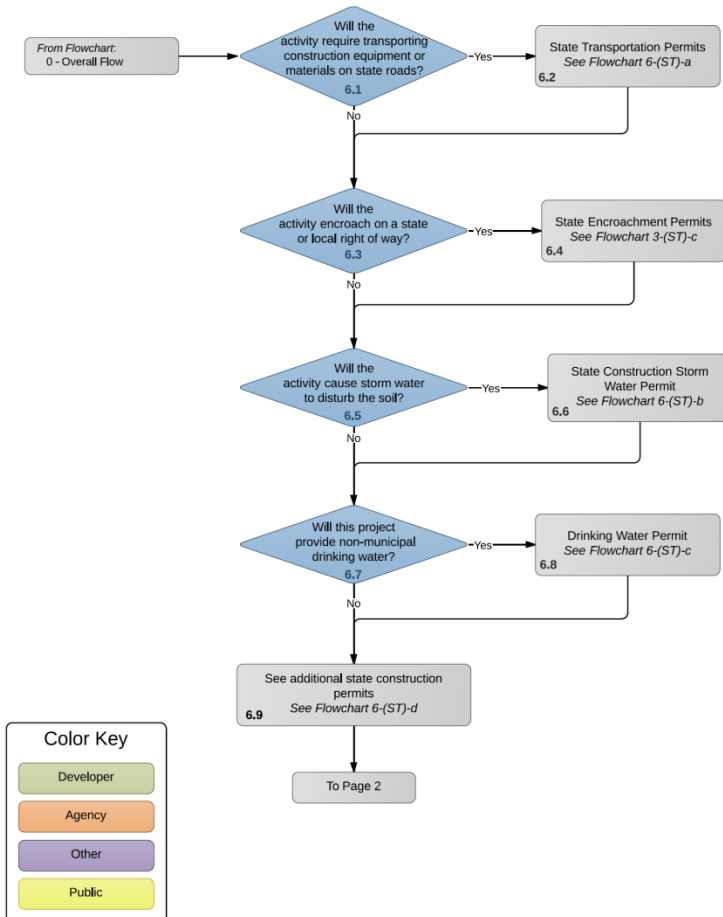 From Flowchart:
0 - Overall Flow
Will the
activity require transporting
construction equipment or
materials on state roads?
6.1
Yes
State Transportation Permits
See Flowchart 6-(ST)-a
6.2
No
Will the
activity encroach on a state
or local right of way?
6.3
Yes
State Encroachment Permits
See Flowchart 3-(ST)-c
6.4
No
Will the
activity cause storm water
to disturb the soil?
6.5
Yes
State Construction Storm
Water Permit
See Flowchart 6-(ST)-b
6.6
No
Will this project
provide non-municipal
drinking water?
6.7
Yes
Drinking Water Permit
See Flowchart 6-(ST)-c
6.8
No
See additional state construction
permits
See Flowchart 6-(ST)-d
6.9
To Page 2
Color Key
Developer
Agency
Other
Public